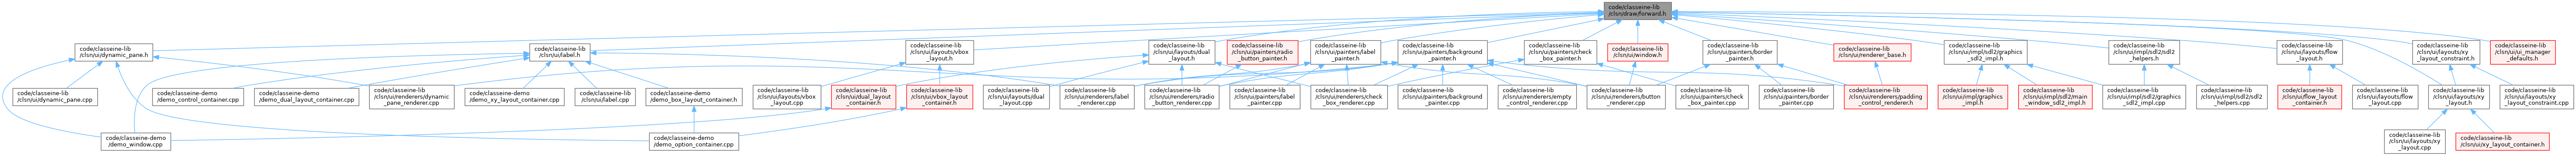 code/classeine-lib
/clsn/draw/forward.h
code/classeine-lib
/clsn/ui/dynamic_pane.h
code/classeine-lib
/clsn/ui/label.h
code/classeine-lib
/clsn/ui/layouts/vbox
_layout.h
code/classeine-lib
/clsn/ui/layouts/dual
_layout.h
code/classeine-lib
/clsn/ui/painters/radio
_button_painter.h
code/classeine-lib
/clsn/ui/painters/label
_painter.h
code/classeine-lib
/clsn/ui/painters/background
_painter.h
code/classeine-lib
/clsn/ui/painters/check
_box_painter.h
code/classeine-lib
/clsn/ui/window.h
code/classeine-lib
/clsn/ui/painters/border
_painter.h
code/classeine-lib
/clsn/ui/renderer_base.h
code/classeine-lib
/clsn/ui/impl/sdl2/graphics
_sdl2_impl.h
code/classeine-lib
/clsn/ui/impl/sdl2/sdl2
_helpers.h
code/classeine-lib
/clsn/ui/layouts/flow
_layout.h
code/classeine-lib
/clsn/ui/layouts/xy
_layout_constraint.h
code/classeine-lib
/clsn/ui/ui_manager
_defaults.h
code/classeine-lib
/clsn/ui/dynamic_pane.cpp
code/classeine-demo
/demo_control_container.cpp
code/classeine-demo
/demo_dual_layout_container.cpp
code/classeine-lib
/clsn/ui/renderers/dynamic
_pane_renderer.cpp
code/classeine-demo
/demo_xy_layout_container.cpp
code/classeine-lib
/clsn/ui/label.cpp
code/classeine-demo
/demo_box_layout_container.h
code/classeine-lib
/clsn/ui/layouts/vbox
_layout.cpp
code/classeine-lib
/clsn/ui/dual_layout
_container.h
code/classeine-lib
/clsn/ui/vbox_layout
_container.h
code/classeine-lib
/clsn/ui/layouts/dual
_layout.cpp
code/classeine-lib
/clsn/ui/renderers/label
_renderer.cpp
code/classeine-lib
/clsn/ui/renderers/radio
_button_renderer.cpp
code/classeine-lib
/clsn/ui/painters/label
_painter.cpp
code/classeine-lib
/clsn/ui/renderers/check
_box_renderer.cpp
code/classeine-lib
/clsn/ui/painters/background
_painter.cpp
code/classeine-lib
/clsn/ui/renderers/empty
_control_renderer.cpp
code/classeine-lib
/clsn/ui/renderers/button
_renderer.cpp
code/classeine-lib
/clsn/ui/painters/check
_box_painter.cpp
code/classeine-lib
/clsn/ui/painters/border
_painter.cpp
code/classeine-lib
/clsn/ui/renderers/padding
_control_renderer.h
code/classeine-lib
/clsn/ui/impl/graphics
_impl.h
code/classeine-lib
/clsn/ui/impl/sdl2/main
_window_sdl2_impl.h
code/classeine-lib
/clsn/ui/impl/sdl2/graphics
_sdl2_impl.cpp
code/classeine-lib
/clsn/ui/impl/sdl2/sdl2
_helpers.cpp
code/classeine-lib
/clsn/ui/flow_layout
_container.h
code/classeine-lib
/clsn/ui/layouts/flow
_layout.cpp
code/classeine-lib
/clsn/ui/layouts/xy
_layout.h
code/classeine-lib
/clsn/ui/layouts/xy
_layout_constraint.cpp
code/classeine-demo
/demo_window.cpp
code/classeine-demo
/demo_option_container.cpp
code/classeine-lib
/clsn/ui/layouts/xy
_layout.cpp
code/classeine-lib
/clsn/ui/xy_layout_container.h